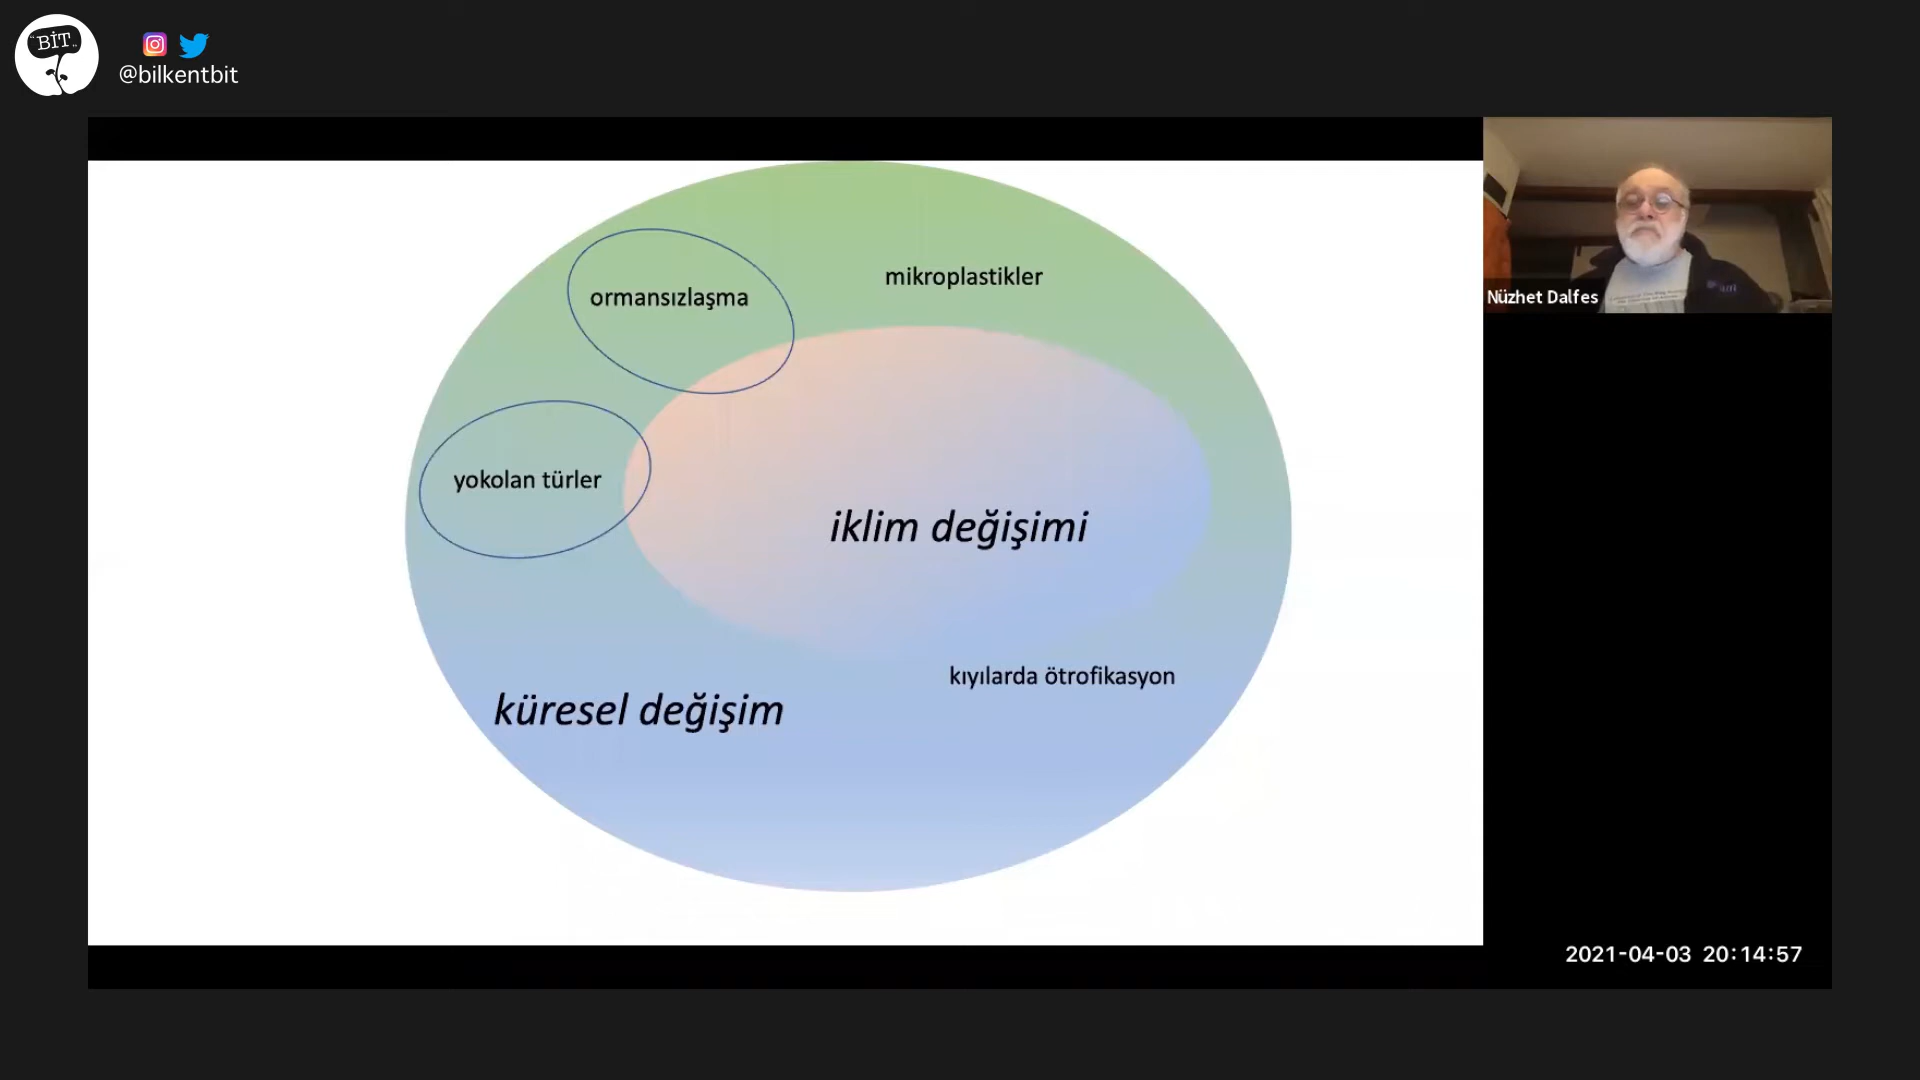 BİT
@bilkentbit
ormansızlaşma
mikroplastikler
yokolan türler
iklim değişimi
kıyılarda ötrofikasyon
küresel değişim
Nüzhet Dalfes
2021-04-03 20:14:57